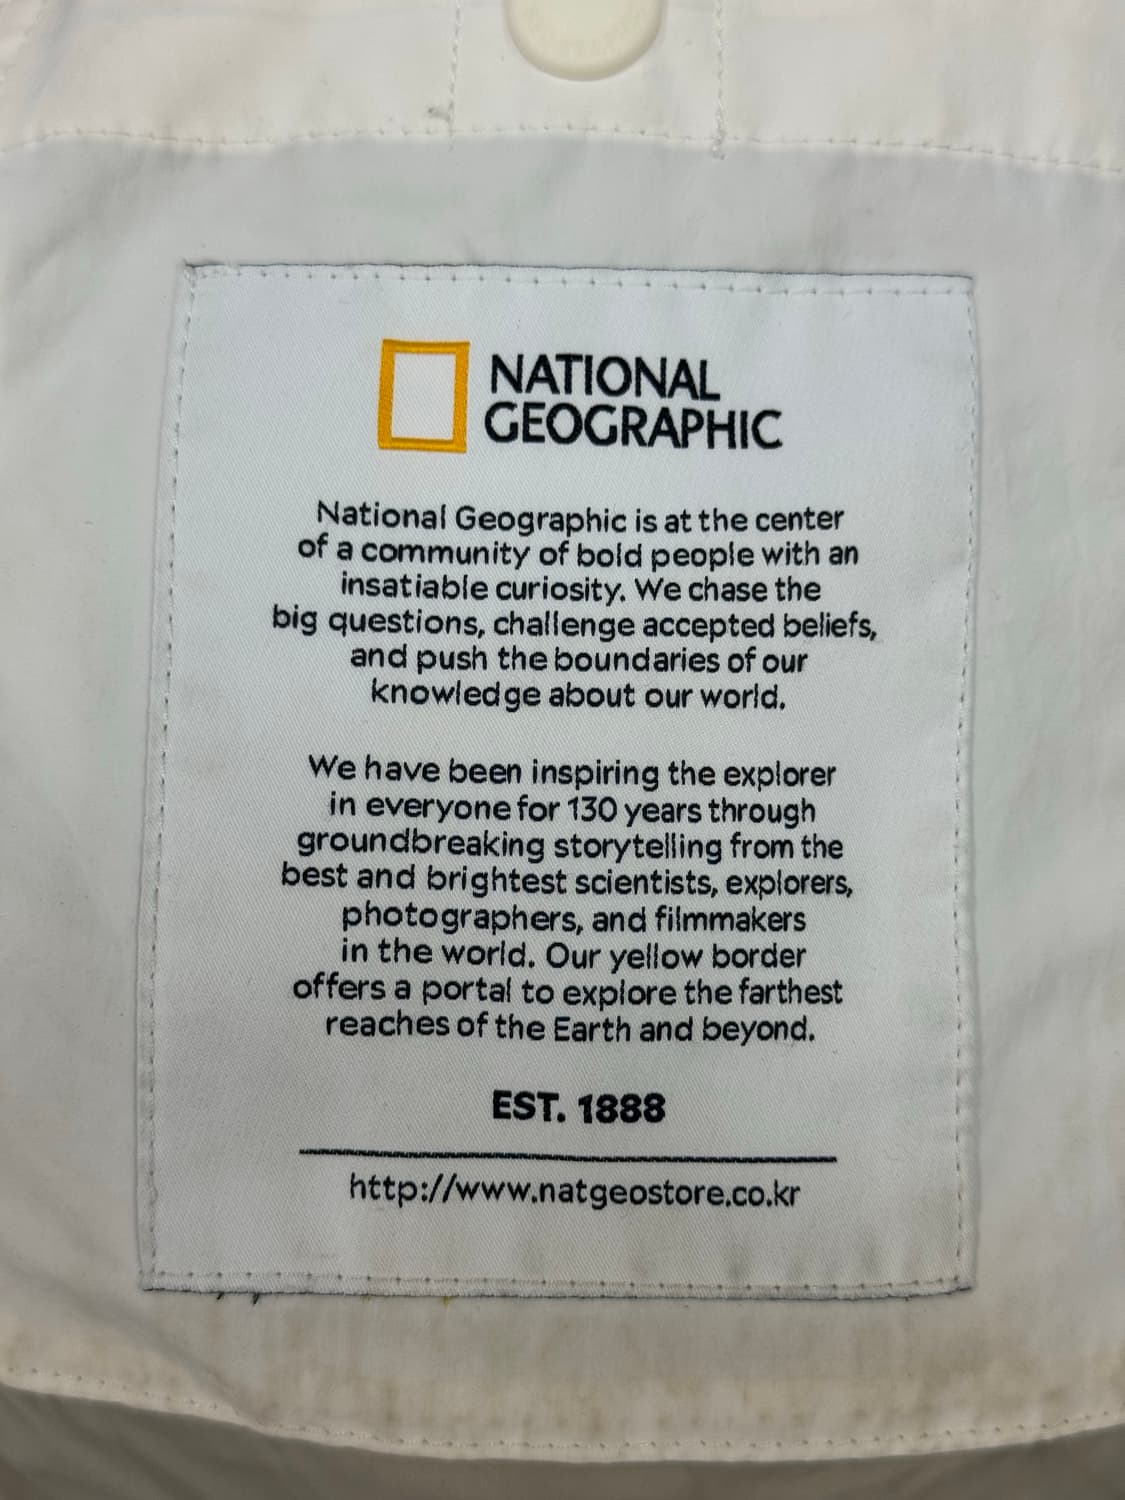 NATIONAL
GEOGRAPHIC
National Geographic is at the center
of a community of bold people with an
insatiable curiosity. We chase the
big questions, challenge accepted beliefs,
and push the boundaries of our
knowledge about our world.
We have been inspiring the explorer
in everyone for 130 years through
groundbreaking storytelling from the
best and brightest scientists, explorers,
photographers, and filmmakers
in the world. Our yellow border
offers a portal to explore the farthest
reaches of the Earth and beyond.
EST. 1888
http://www.natgeostore.co.kr